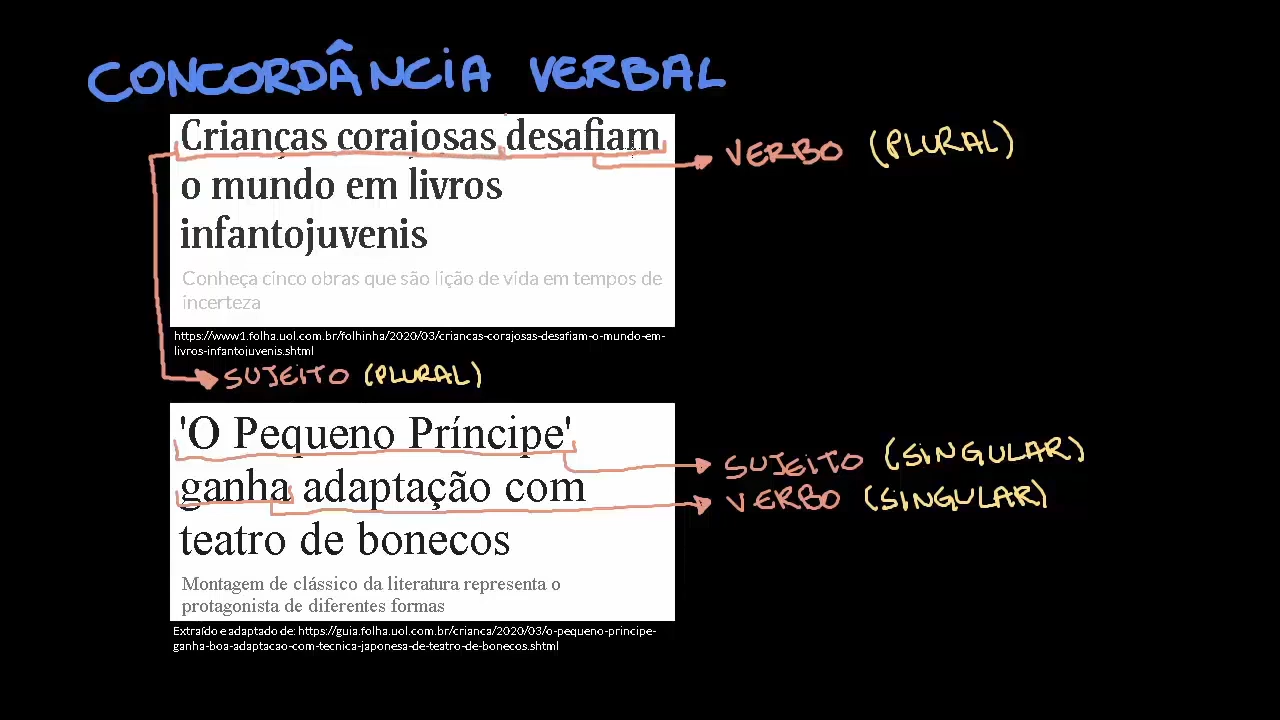 CONCORDÂNCIA VERBAL
Crianças corajosas desafiam
VERBO (PLURAL)
o mundo em livros
infantojuvenis
Conheça cinco obras que são lição de vida em tempos de
incerteza
https://www1.folha.uol.com.br/folhinha/2020/03/criancas-corajosas-desafiam-o-mundo-em-
livros-infantojuvenis.shtml
SUJEITO (PLURAL)
'O Pequeno Príncipe'
SUJEITO (SINGULAR)
ganha adaptação com
VERBO (SINGULAR)
teatro de bonecos
Montagem de clássico da literatura representa o
protagonista de diferentes formas
Extraído e adaptado de: https://guia.folha.uol.com.br/crianca/2020/03/o-pequeno-principe-
ganha-boa-adaptacao-com-tecnica-japonesa-de-teatro-de-bonecos.shtml